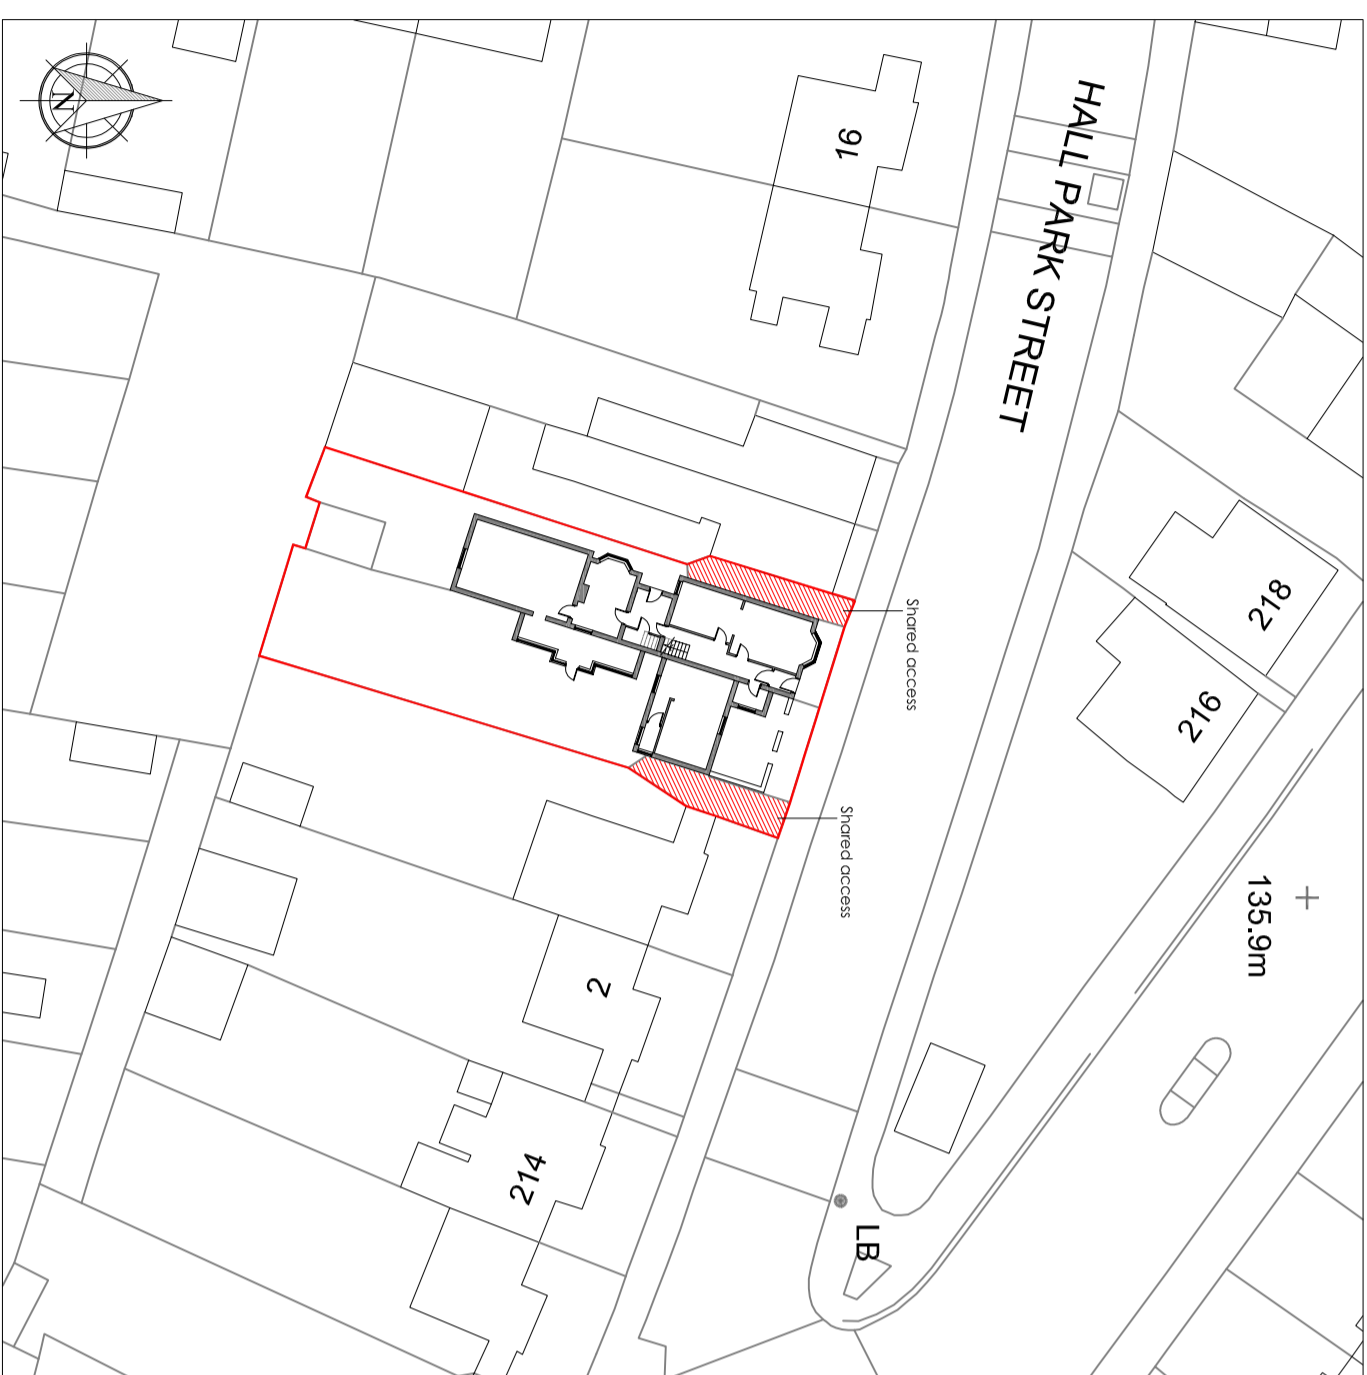 N
16
HALL PARK STREET
Shared access
Shared access
218
216
135.9m
2
214
LB